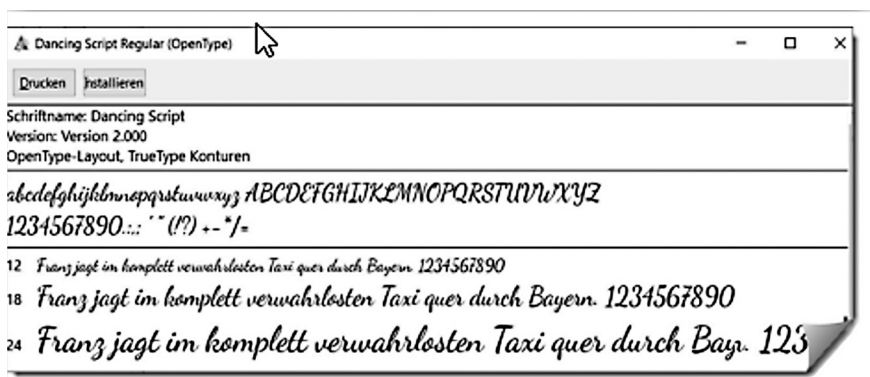 Dancing Script Regular (OpenType)
Drucken Installieren
Schriftname: Dancing Script
Version: Version 2.000
OpenType-Layout, TrueType Konturen
abcdefghijklmnopqrstuvwxyz ABCDEFGHIJKLMNOPQRSTUVWXYZ
1234567890.:,; ' " (!?) +-*/=
12 Franz jagt im komplett verwahrlosten Taxi quer durch Bayern. 1234567890
18 Franz jagt im komplett verwahrlosten Taxi quer durch Bayern. 1234567890
24 Franz jagt im komplett verwahrlosten Taxi quer durch Bayr. 123